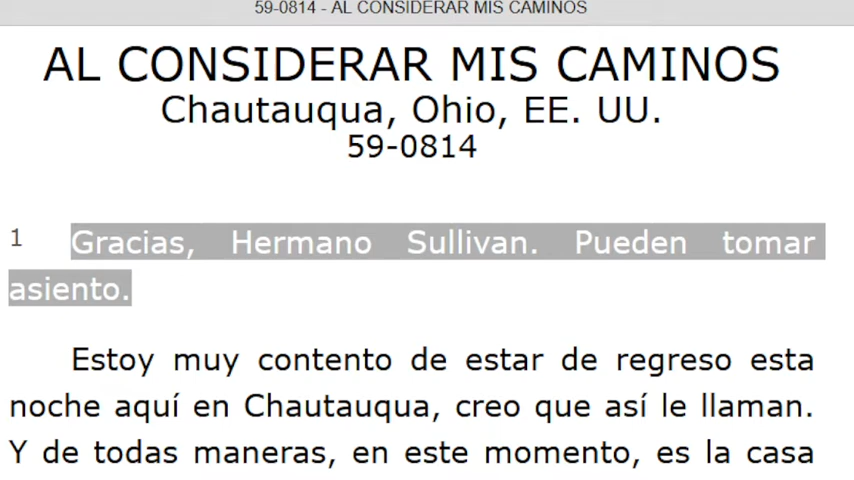 59-0814 - AL CONSIDERAR MIS CAMINOS
AL CONSIDERAR MIS CAMINOS
Chautauqua, Ohio, EE. UU.
59-0814
1 Gracias, Hermano Sullivan. Pueden tomar
asiento.
Estoy muy contento de estar de regreso esta
noche aquí en Chautauqua, creo que así le llaman.
Y de todas maneras, en este momento, es la casa